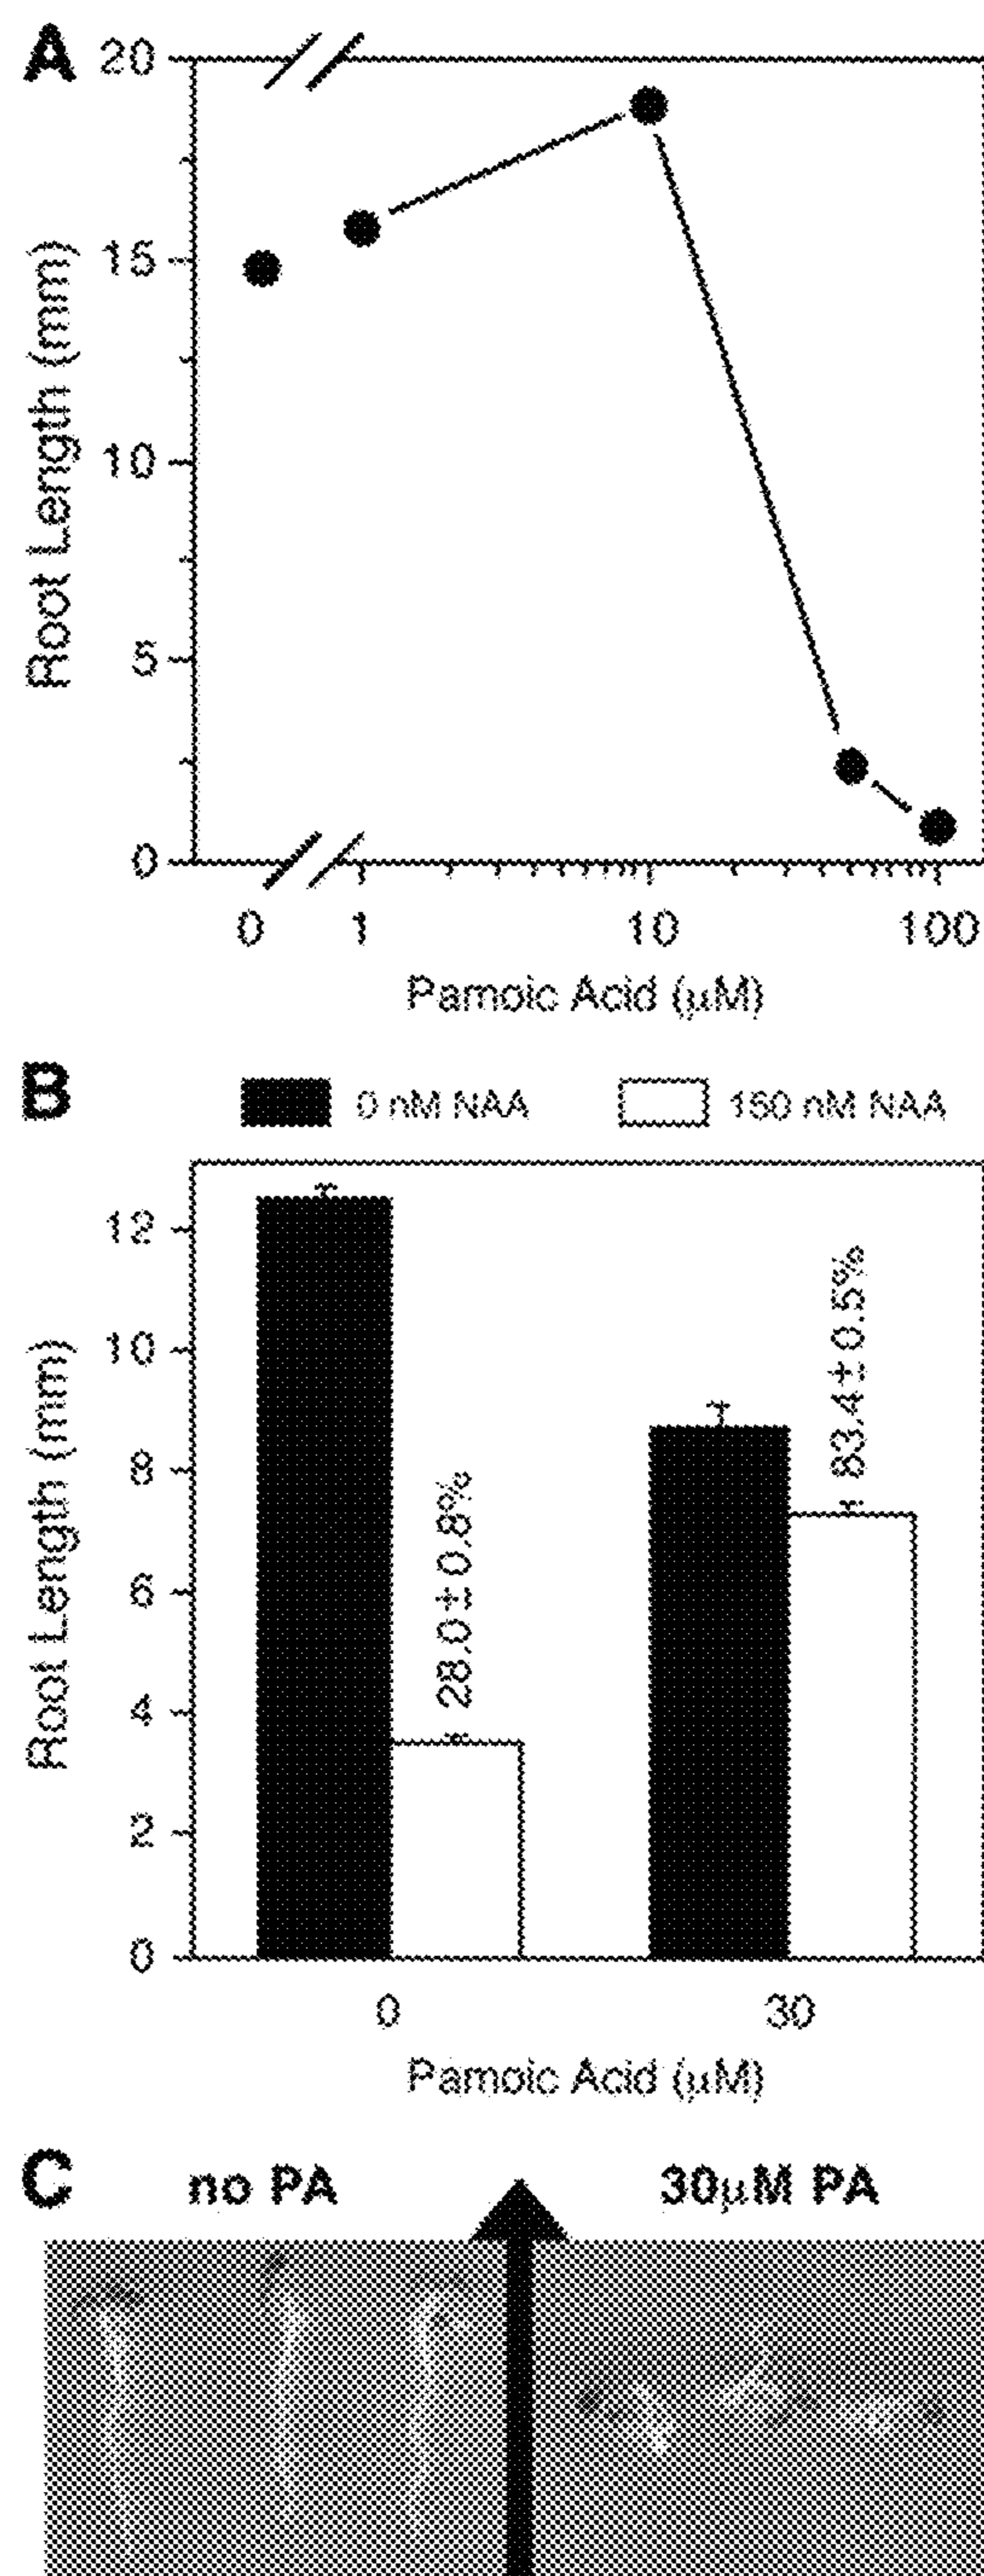 A
20
15
10
5
0
Root Length (mm)
0 1 10 100
Pamoic Acid (μM)
B
0 nM NAA 150 nM NAA
12
10
8
6
4
2
0
Root Length (mm)
28.0±0.8%
83.4±0.5%
0 30
Pamoic Acid (μM)
C
no PA 30μM PA